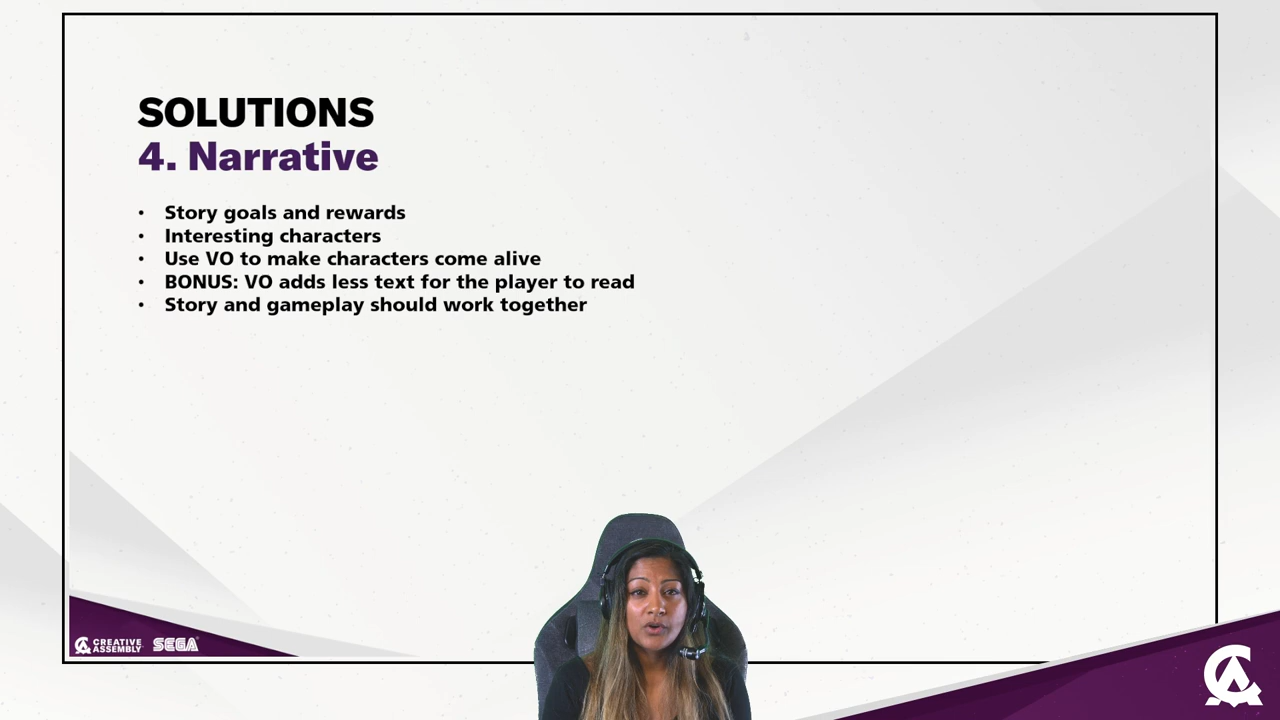 SOLUTIONS
4. Narrative
• Story goals and rewards
• Interesting characters
• Use VO to make characters come alive
• BONUS: VO adds less text for the player to read
• Story and gameplay should work together
CREATIVE
ASSEMBLY
SEGA